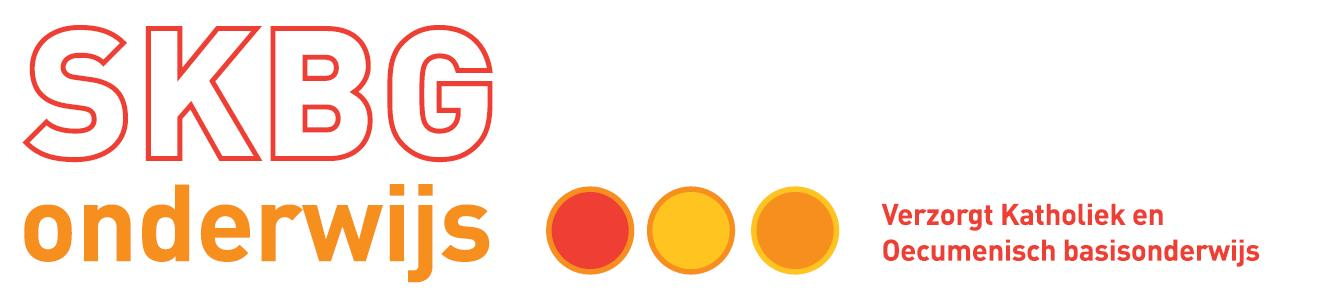 SKBG
onderwijs
Verzorgt Katholiek en
Oecumenisch basisonderwijs